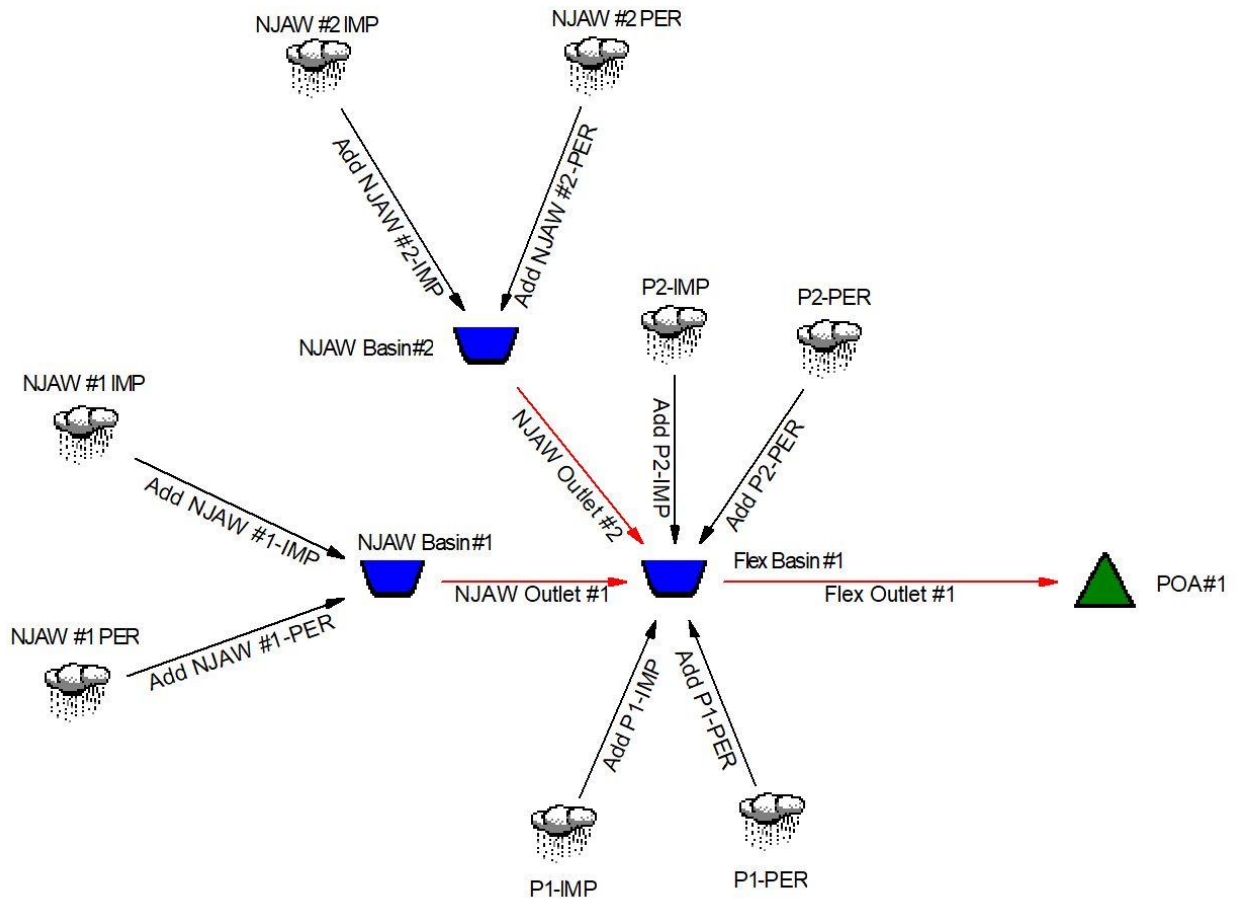 NJAW #2 IMP
NJAW #2 PER
Add NJAW #2-IMP
Add NJAW #2-PER
P2-IMP
P2-PER
NJAW Basin#2
NJAW #1 IMP
NJAW Outlet #2
Add P2-IMP
Add P2-PER
Add NJAW #1-IMP
NJAW Basin#1
Flex Basin#1
NJAW Outlet #1
Flex Outlet #1
POA#1
NJAW #1 PER
Add NJAW #1-PER
Add P1-IMP
Add P1-PER
P1-IMP
P1-PER